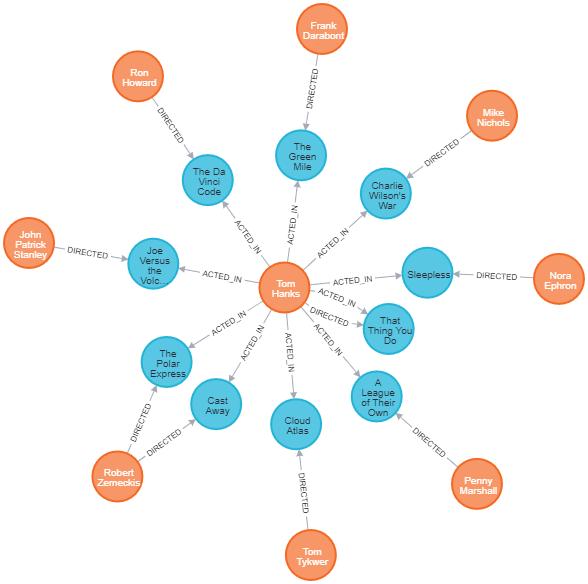 Frank
Darabont
DIRECTED
Ron
Howard
DIRECTED
Mike
Nichols
DIRECTED
The
Green
Mile
The Da
Vinci
Code
Charlie
Wilson's
War
ACTED_IN
ACTED_IN
ACTED_IN
John
Patrick
Stanley
DIRECTED
Joe
Versus
the
Volc...
ACTED_IN
Tom
Hanks
ACTED_IN
Sleepless
DIRECTED
Nora
Ephron
ACTED_IN
DIRECTED
That
Thing You
Do
ACTED_IN
The
Polar
Express
ACTED_IN
Cast
Away
ACTED_IN
Cloud
Atlas
ACTED_IN
A
League
of Their
Own
DIRECTED
DIRECTED
Robert
Zemeckis
DIRECTED
Tom
Tykwer
DIRECTED
Penny
Marshall